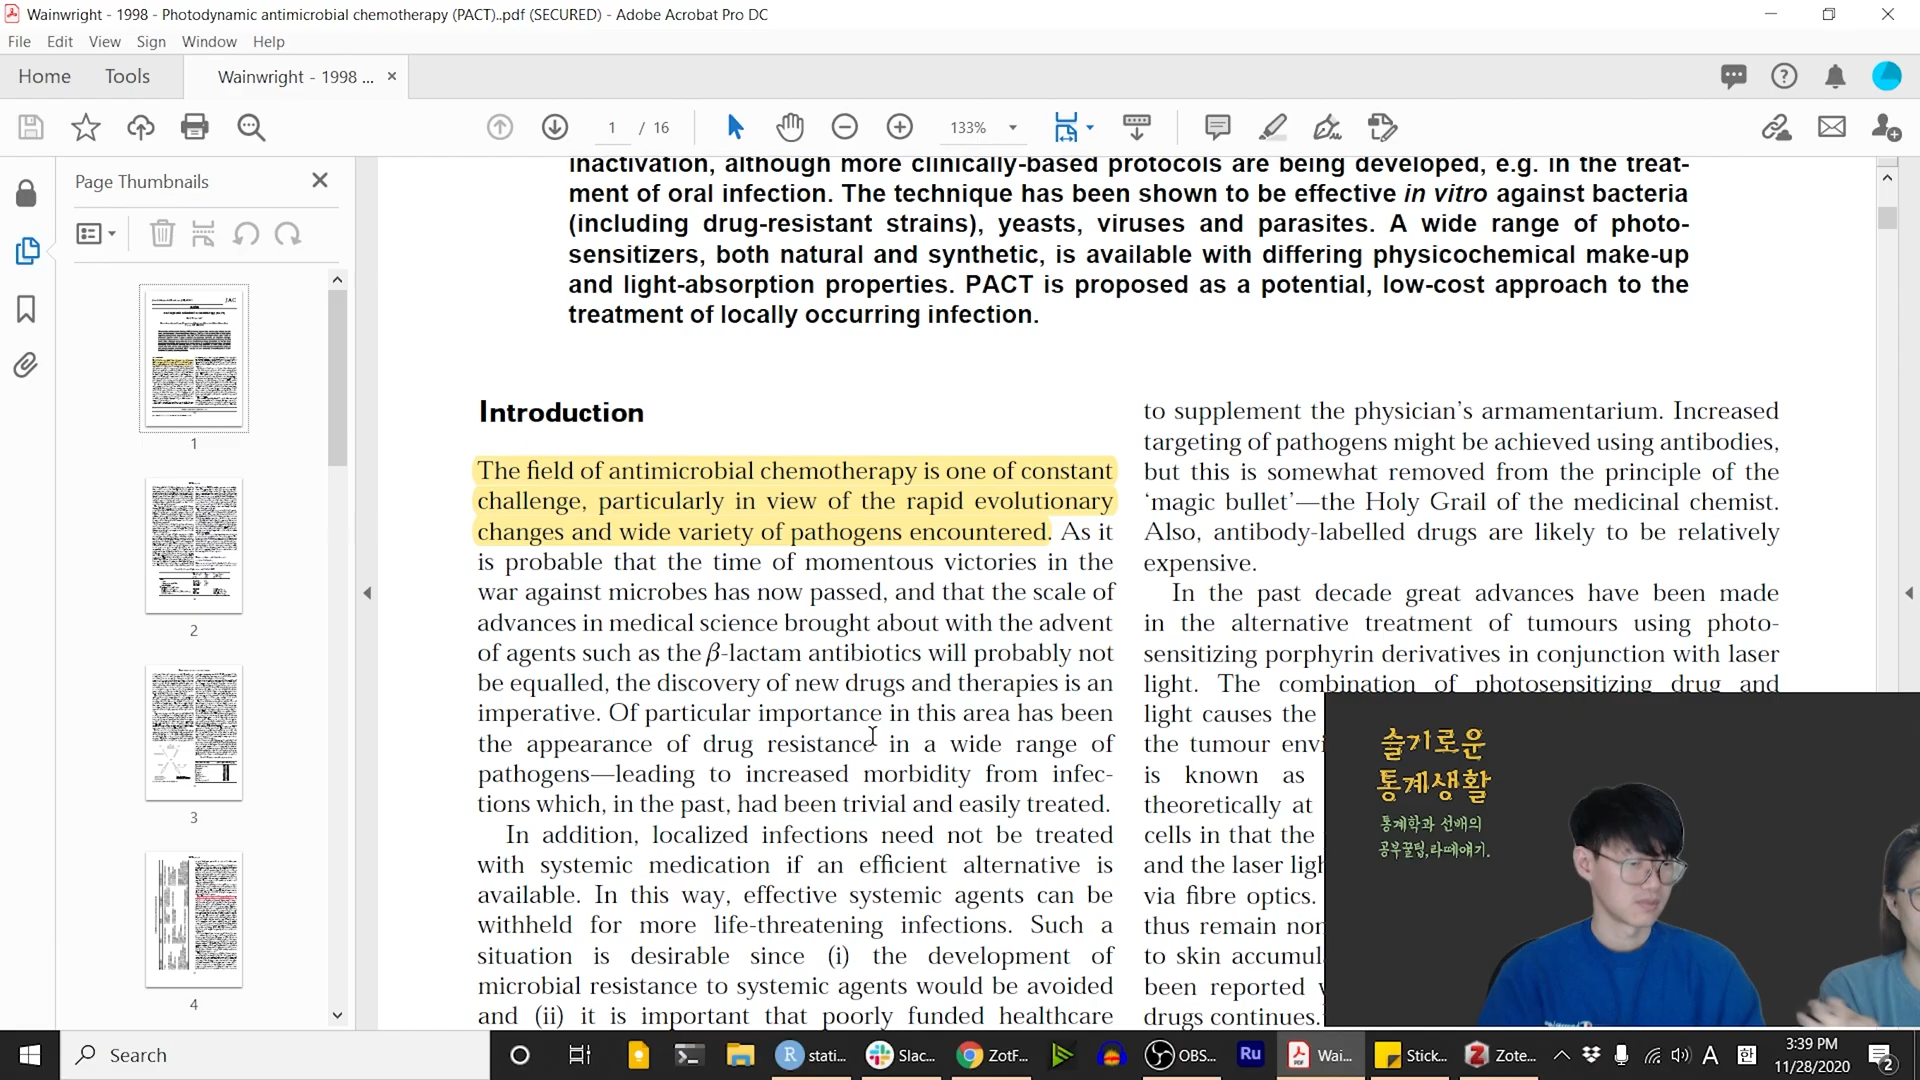 Wainwright - 1998 - Photodynamic antimicrobial chemotherapy (PACT)..pdf (SECURED) - Adobe Acrobat Pro DC
File Edit View Sign Window Help
Home Tools Wainwright - 1998 ...
1 / 16 133%
Page Thumbnails
1
2
3
4
inactivation, although more clinically-based protocols are being developed, e.g. in the treat-
ment of oral infection. The technique has been shown to be effective in vitro against bacteria
(including drug-resistant strains), yeasts, viruses and parasites. A wide range of photo-
sensitizers, both natural and synthetic, is available with differing physicochemical make-up
and light-absorption properties. PACT is proposed as a potential, low-cost approach to the
treatment of locally occurring infection.
Introduction
The field of antimicrobial chemotherapy is one of constant
challenge, particularly in view of the rapid evolutionary
changes and wide variety of pathogens encountered. As it
is probable that the time of momentous victories in the
war against microbes has now passed, and that the scale of
advances in medical science brought about with the advent
of agents such as the β-lactam antibiotics will probably not
be equalled, the discovery of new drugs and therapies is an
imperative. Of particular importance in this area has been
the appearance of drug resistance in a wide range of
pathogens—leading to increased morbidity from infec-
tions which, in the past, had been trivial and easily treated.
In addition, localized infections need not be treated
with systemic medication if an efficient alternative is
available. In this way, effective systemic agents can be
withheld for more life-threatening infections. Such a
situation is desirable since (i) the development of
microbial resistance to systemic agents would be avoided
and (ii) it is important that poorly funded healthcare
to supplement the physician's armamentarium. Increased
targeting of pathogens might be achieved using antibodies,
but this is somewhat removed from the principle of the
'magic bullet'—the Holy Grail of the medicinal chemist.
Also, antibody-labelled drugs are likely to be relatively
expensive.
In the past decade great advances have been made
in the alternative treatment of tumours using photo-
sensitizing porphyrin derivatives in conjunction with laser
light. The combination of photosensitizing drug and
light causes the
the tumour envi
is known as
theoretically at
cells in that the
and the laser ligh
via fibre optics.
thus remain non
to skin accumul
been reported
drugs continues.
슬기로운
통계생활
통계학과 선배의
공부꿀팁,라떼얘기.
Search
R stati... Slac... ZotF... OBS... Ru Wai... Stick... Z Zote... A 한
3:39 PM
11/28/2020
2